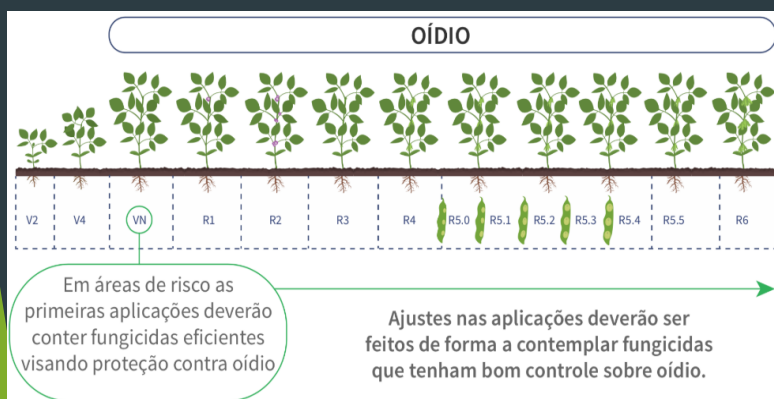 OÍDIO
V2 V4 VN R1 R2 R3 R4 R5.0 R5.1 R5.2 R5.3 R5.4 R5.5 R6
Em áreas de risco as
primeiras aplicações deverão
conter fungicidas eficientes
visando proteção contra oídio
Ajustes nas aplicações deverão ser
feitos de forma a contemplar fungicidas
que tenham bom controle sobre oídio.